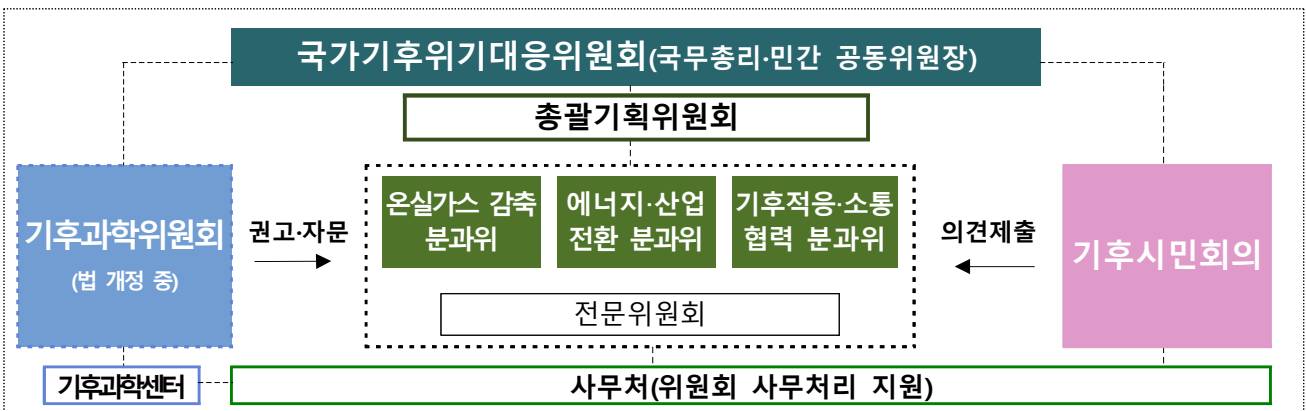 국가기후위기대응위원회(국무총리·민간 공동위원장)
총괄기획위원회
기후과학위원회
(법 개정 중)
권고·자문
온실가스 감축
분과위
에너지·산업
전환 분과위
기후적응·소통
협력 분과위
전문위원회
의견제출
기후시민회의
기후과학센터
사무처(위원회 사무처리 지원)